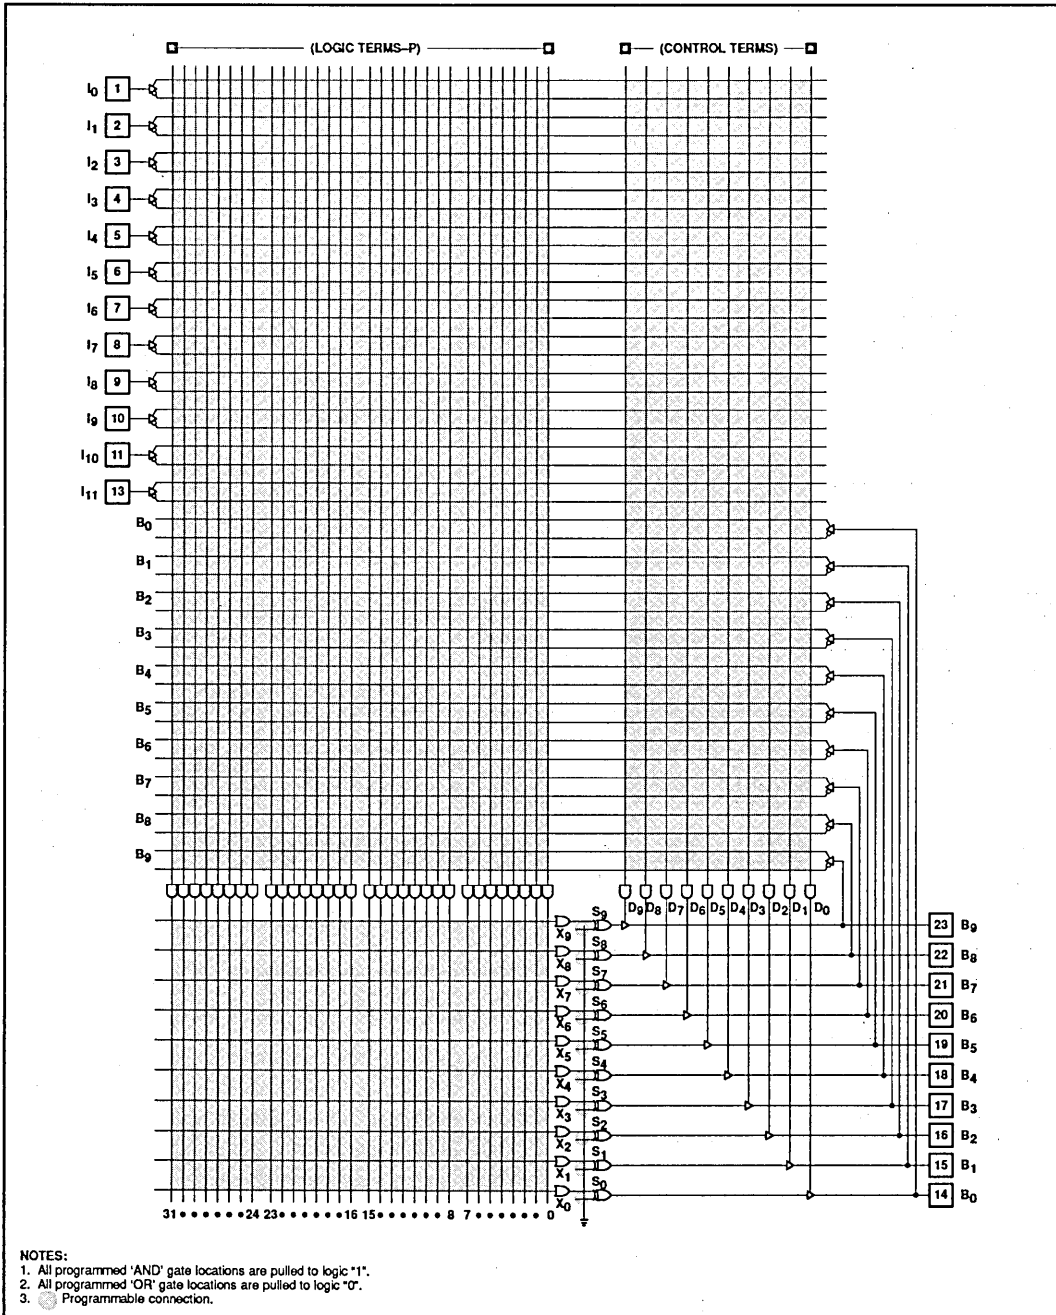 (LOGIC TERMS–P) (CONTROL TERMS)
I0 1
I1 2
I2 3
I3 4
I4 5
I5 6
I6 7
I7 8
I8 9
I9 10
I10 11
I11 13
B0
B1
B2
B3
B4
B5
B6
B7
B8
B9
D9 D8 D7 D6 D5 D4 D3 D2 D1 D0
X9 S9 23 B9
X8 S8 22 B8
X7 S7 21 B7
X6 S6 20 B6
X5 S5 19 B5
X4 S4 18 B4
X3 S3 17 B3
X2 S2 16 B2
X1 S1 15 B1
X0 S0 14 B0
31 • • • • • • 24 23 • • • • • • 16 15 • • • • • • 8 7 • • • • • • 0
NOTES:
1. All programmed 'AND' gate locations are pulled to logic "1".
2. All programmed 'OR' gate locations are pulled to logic "0".
3. Programmable connection.